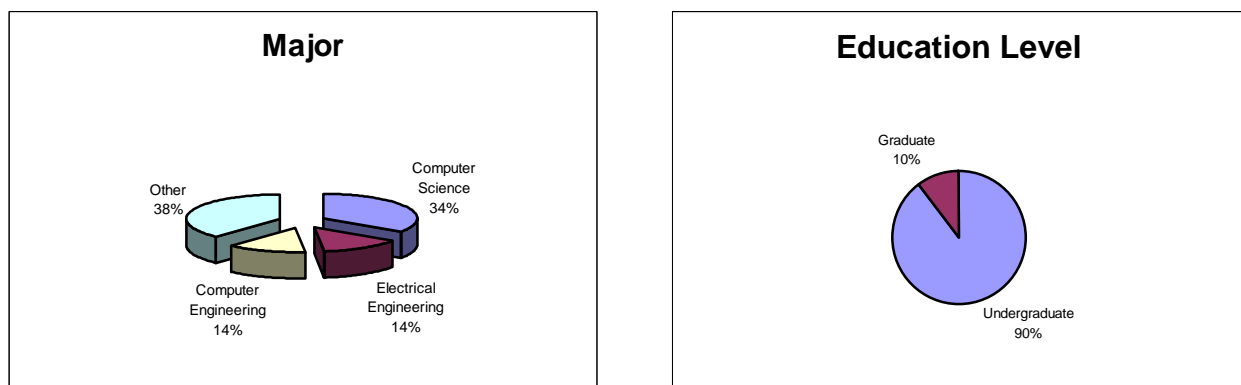 Major
Computer
Science
34%
Electrical
Engineering
14%
Computer
Engineering
14%
Other
38%
Education Level
Graduate
10%
Undergraduate
90%